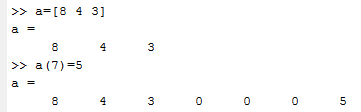 >> a=[8 4 3]
a =
8 4 3
>> a(7)=5
a =
8 4 3 0 0 0 5